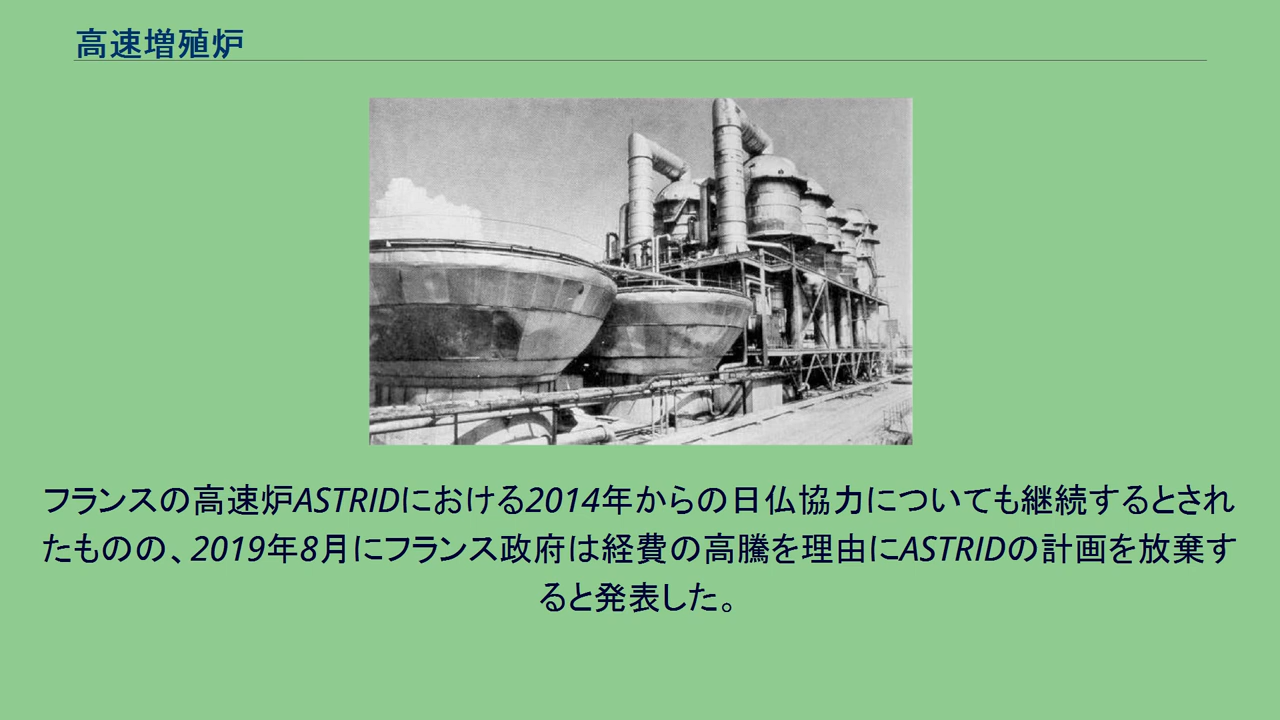 高速増殖炉
フランスの高速炉ASTRIDにおける2014年からの日仏協力についても継続するとされ
たものの、2019年8月にフランス政府は経費の高騰を理由にASTRIDの計画を放棄す
ると発表した。